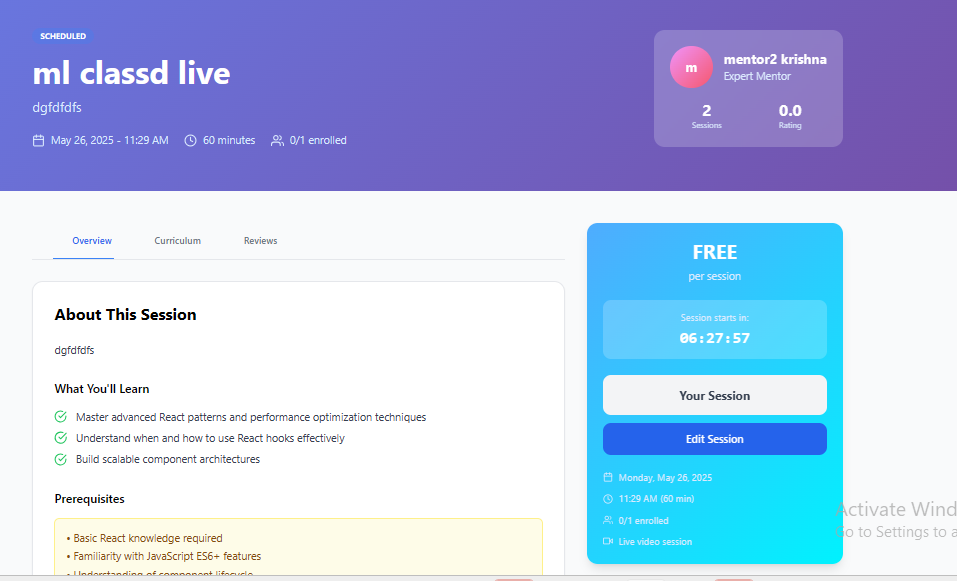 SCHEDULED
ml classd live
dgfdfdfs
May 26, 2025 - 11:29 AM 60 minutes 0/1 enrolled
m
mentor2 krishna
Expert Mentor
2 0.0
Sessions Rating
Overview Curriculum Reviews
About This Session
dgfdfdfs
What You'll Learn
Master advanced React patterns and performance optimization techniques
Understand when and how to use React hooks effectively
Build scalable component architectures
Prerequisites
• Basic React knowledge required
• Familiarity with JavaScript ES6+ features
• Understanding of component lifecycle
FREE
per session
Session starts in:
06:27:57
Your Session
Edit Session
Monday, May 26, 2025
11:29 AM (60 min)
0/1 enrolled
Live video session
Activate Wind
Go to Settings to a